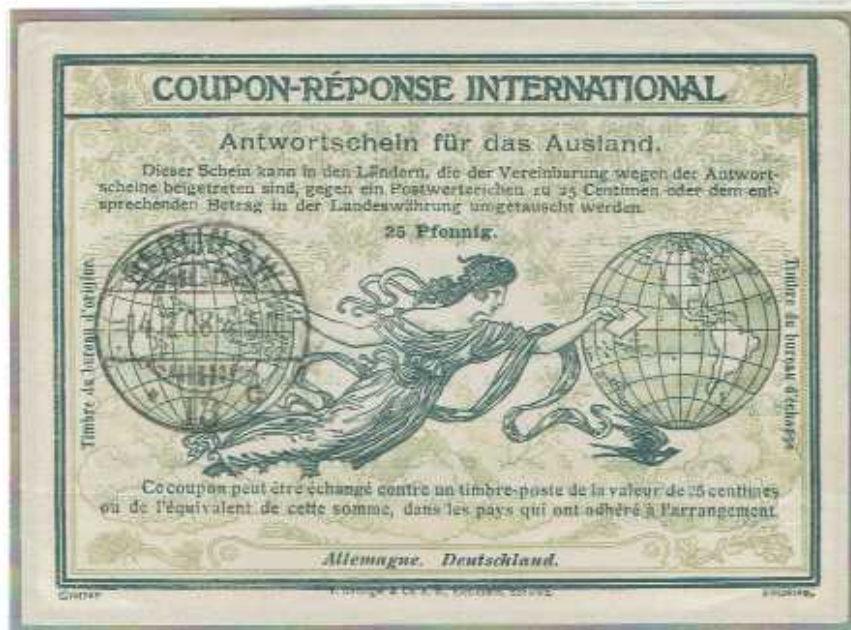 COUPON-RÉPONSE INTERNATIONAL
Antwortschein für das Ausland.
Dieser Schein kann in den Ländern, die der Vereinbarung wegen der Antwort-
scheine beigetreten sind, gegen ein Postwertzeichen zu 25 Centimen oder dem ent-
sprechenden Betrag in der Landeswährung umgetauscht werden.
25 Pfennig.
Timbre du bureau d'origine.
BERLIN S.W.
Timbre du bureau d'échange
Ce coupon peut être échangé contre un timbre-poste de la valeur de 25 centimes
ou de l'équivalent de cette somme, dans les pays qui ont adhéré à l'arrangement.
Allemagne. Deutschland.